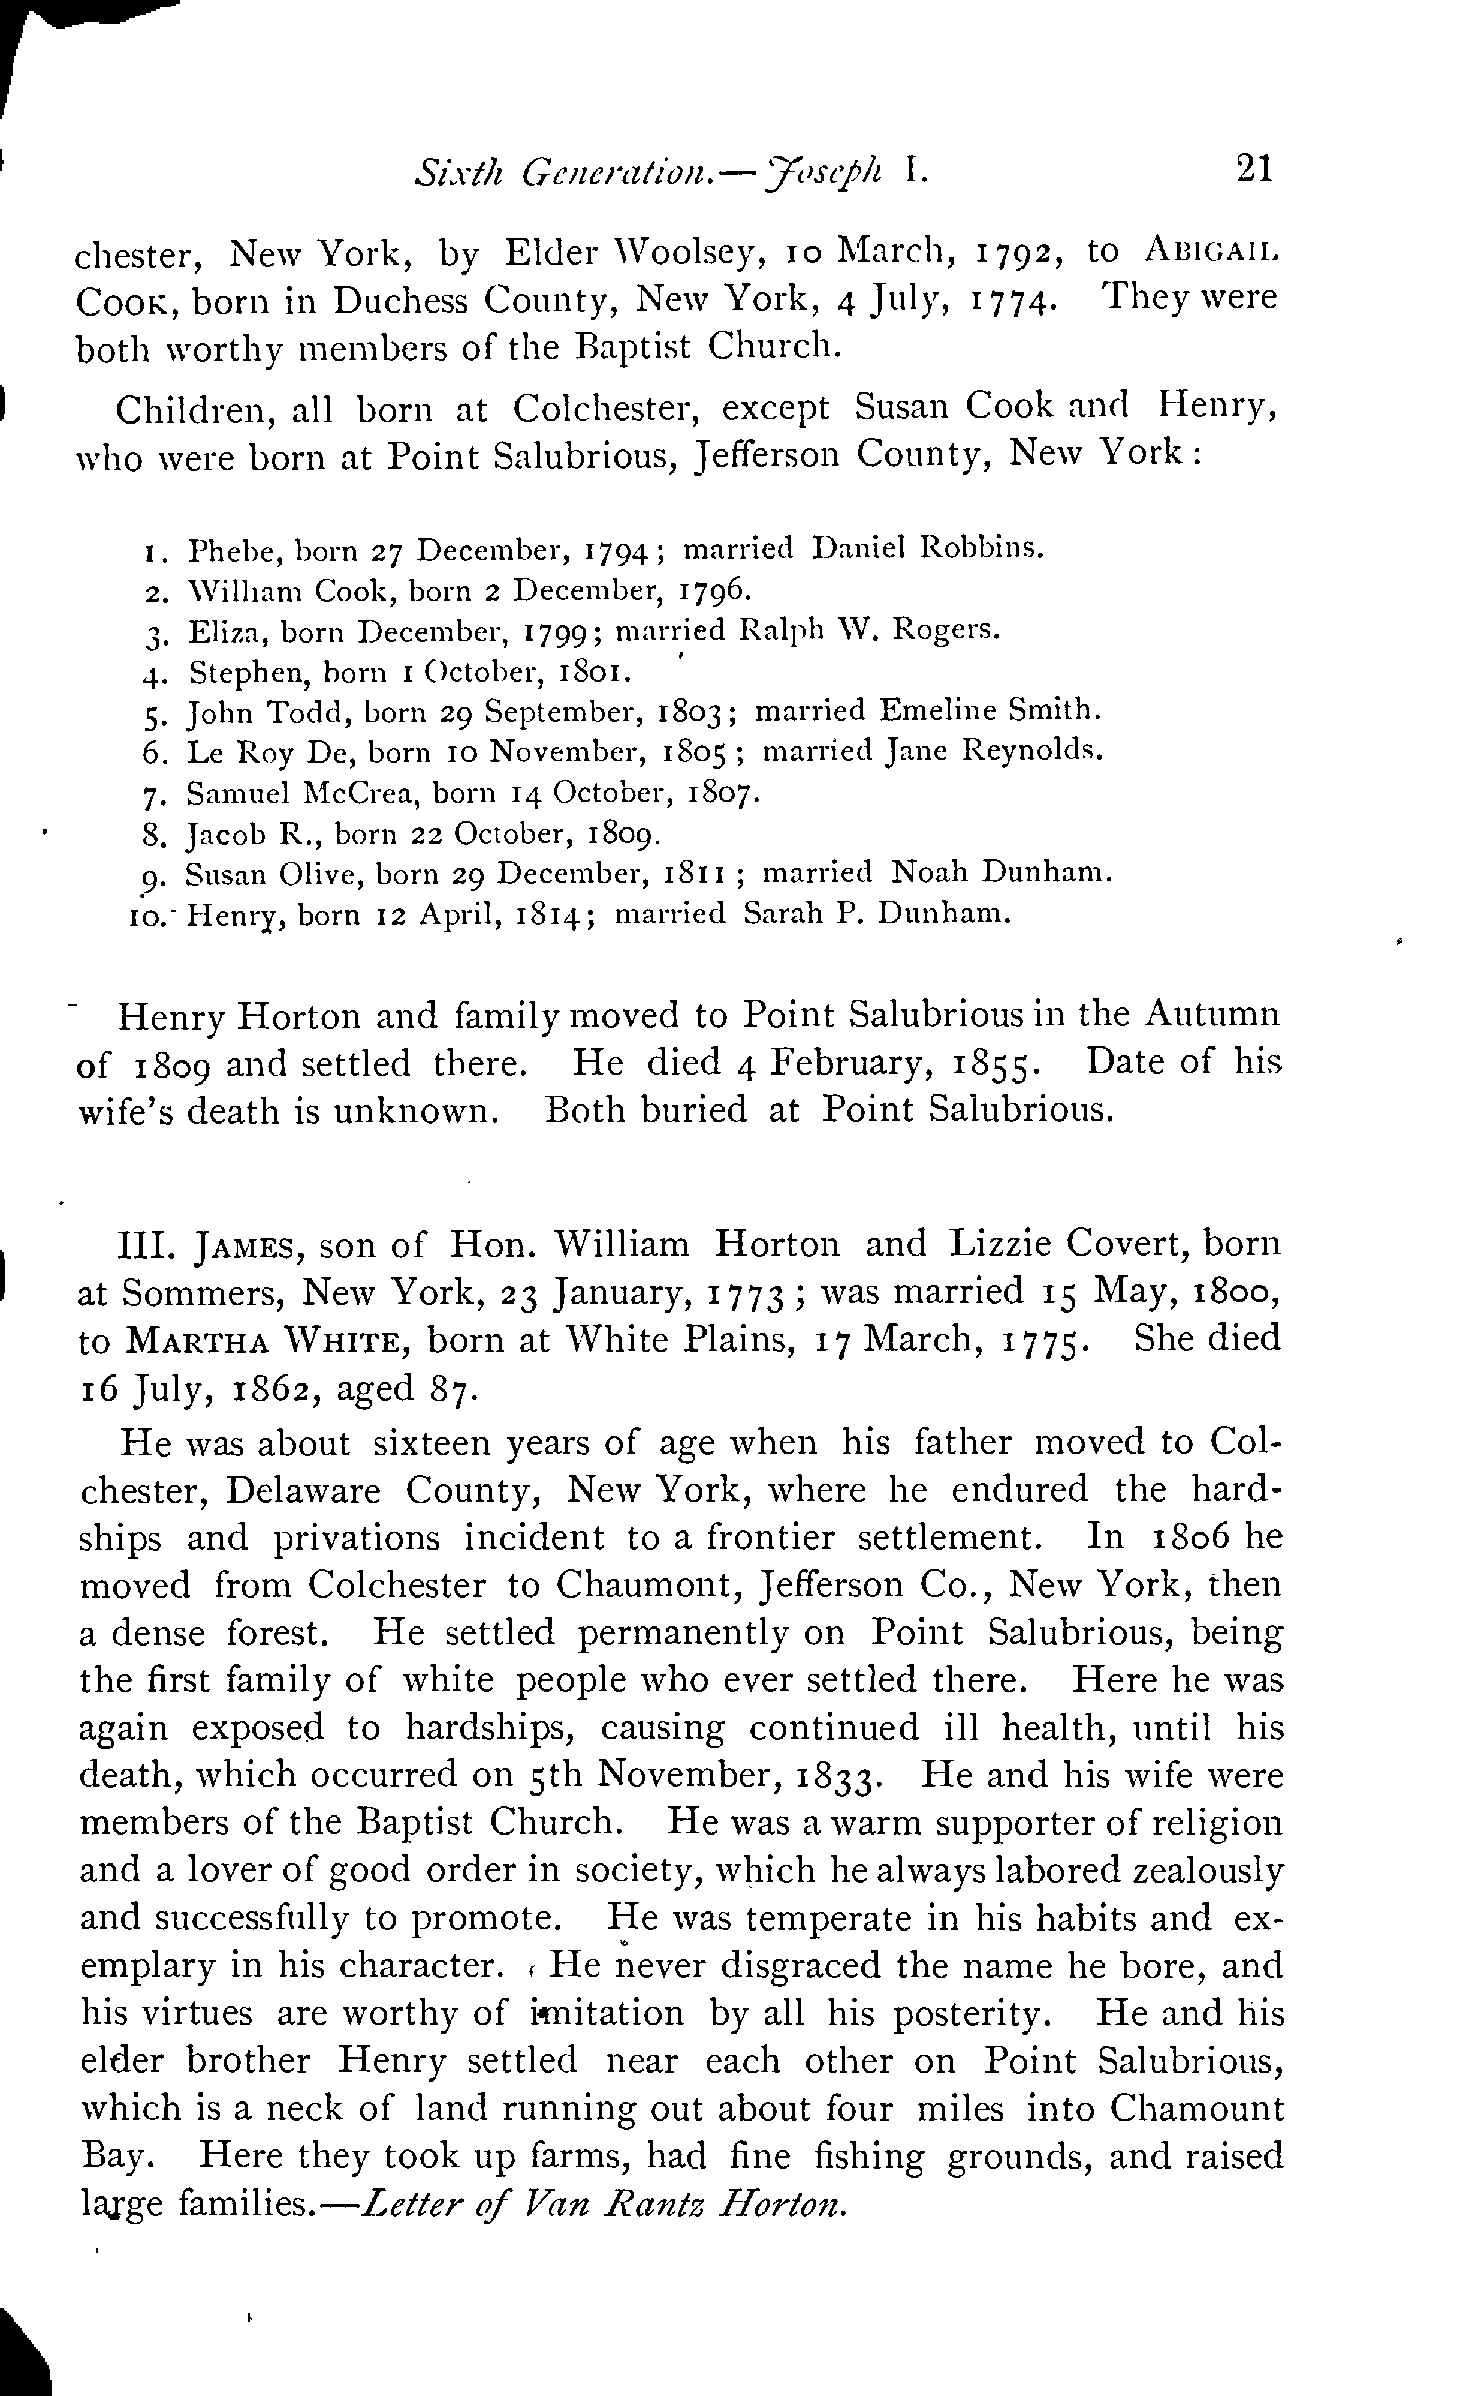 Sixth Generation.—Joseph I. 21
chester, New York, by Elder Woolsey, 10 March, 1792, to ABIGAIL
COOK, born in Duchess County, New York, 4 July, 1774. They were
both worthy members of the Baptist Church.
Children, all born at Colchester, except Susan Cook and Henry,
who were born at Point Salubrious, Jefferson County, New York :
1. Phebe, born 27 December, 1794 ; married Daniel Robbins.
2. William Cook, born 2 December, 1796.
3. Eliza, born December, 1799; married Ralph W. Rogers.
4. Stephen, born 1 October, 1801.
5. John Todd, born 29 September, 1803; married Emeline Smith.
6. Le Roy De, born 10 November, 1805 ; married Jane Reynolds.
7. Samuel McCrea, born 14 October, 1807.
8. Jacob R., born 22 October, 1809.
9. Susan Olive, born 29 December, 1811 ; married Noah Dunham.
10. Henry, born 12 April, 1814; married Sarah P. Dunham.
Henry Horton and family moved to Point Salubrious in the Autumn
of 1809 and settled there. He died 4 February, 1855. Date of his
wife's death is unknown. Both buried at Point Salubrious.
III. JAMES, son of Hon. William Horton and Lizzie Covert, born
at Sommers, New York, 23 January, 1773 ; was married 15 May, 1800,
to MARTHA WHITE, born at White Plains, 17 March, 1775. She died
16 July, 1862, aged 87.
He was about sixteen years of age when his father moved to Col-
chester, Delaware County, New York, where he endured the hard-
ships and privations incident to a frontier settlement. In 1806 he
moved from Colchester to Chaumont, Jefferson Co., New York, then
a dense forest. He settled permanently on Point Salubrious, being
the first family of white people who ever settled there. Here he was
again exposed to hardships, causing continued ill health, until his
death, which occurred on 5th November, 1833. He and his wife were
members of the Baptist Church. He was a warm supporter of religion
and a lover of good order in society, which he always labored zealously
and successfully to promote. He was temperate in his habits and ex-
emplary in his character. He never disgraced the name he bore, and
his virtues are worthy of imitation by all his posterity. He and his
elder brother Henry settled near each other on Point Salubrious,
which is a neck of land running out about four miles into Chamount
Bay. Here they took up farms, had fine fishing grounds, and raised
large families.—Letter of Van Rantz Horton.